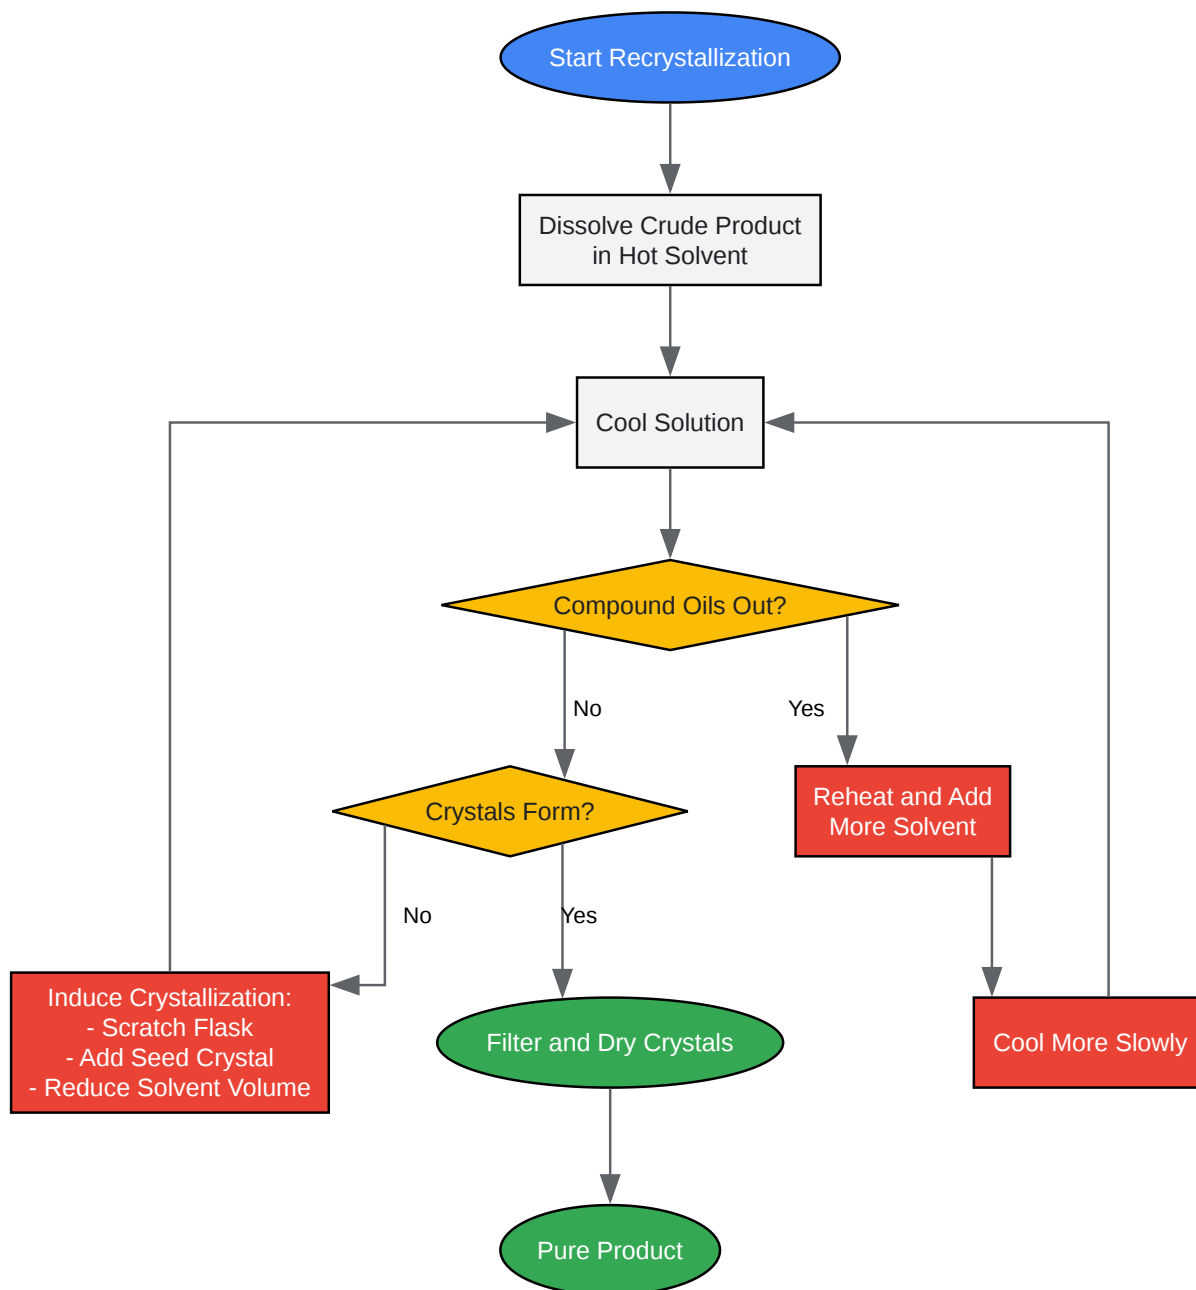 Start Recrystallization
Dissolve Crude Product
in Hot Solvent
Cool Solution
Compound Oils Out?
No
Yes
Crystals Form?
Reheat and Add
More Solvent
No
Yes
Induce Crystallization:
- Scratch Flask
- Add Seed Crystal
- Reduce Solvent Volume
Filter and Dry Crystals
Cool More Slowly
Pure Product